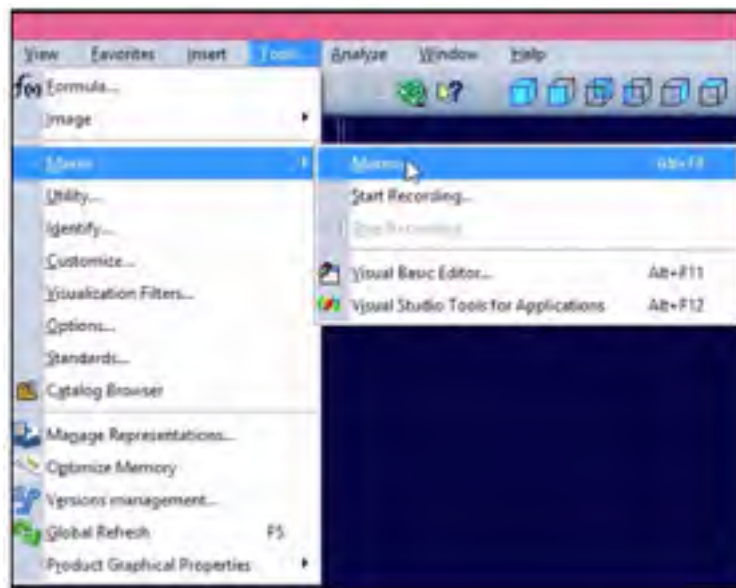 View Favorites Insert Tools Analyze Window Help
f(x) Formula...
Image
Macro
Macros... Alt+F8
Start Recording...
Stop Recording
Utility...
Identify...
Customize...
Visual Basic Editor... Alt+F11
Visualization Filters...
Visual Studio Tools for Applications Alt+F12
Options...
Standards...
Catalog Browser
Manage Representations...
Optimize Memory
Versions management...
Global Refresh F5
Product Graphical Properties